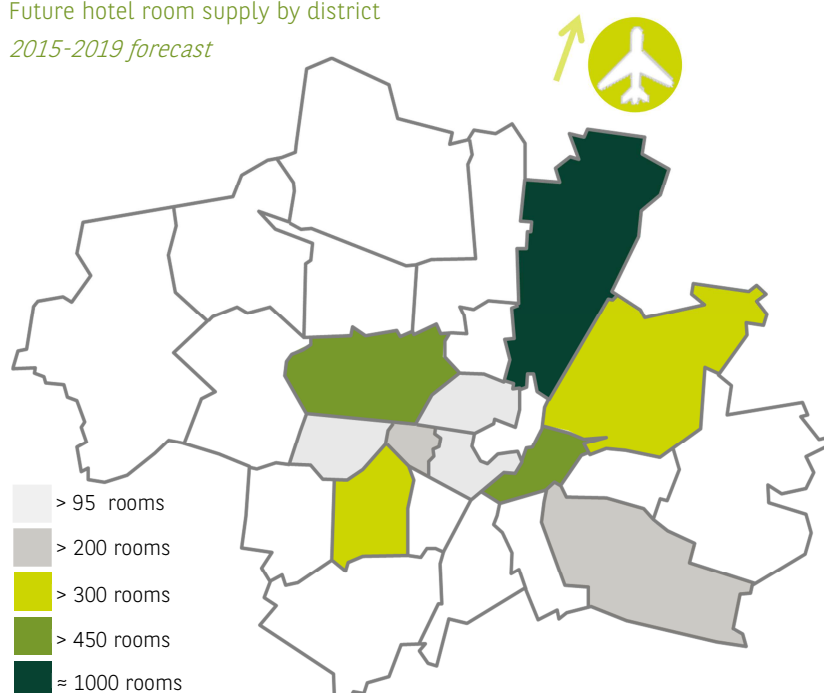 Future hotel room supply by district
2015-2019 forecast
> 95 rooms
> 200 rooms
> 300 rooms
> 450 rooms
≈ 1000 rooms